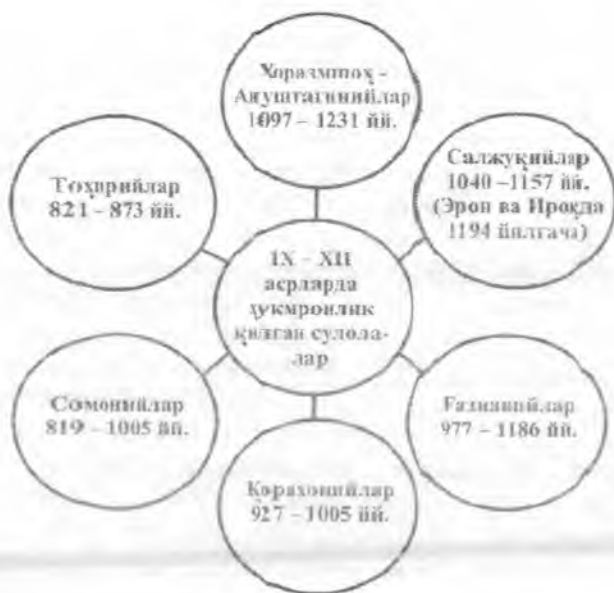 Хоразмшоҳ -
Ануштагинийлар
1097 – 1231 йй.
Салжуқийлар
1040 –1157 йй.
(Эрон ва Ироқда
1194 йилгача)
Тоҳирийлар
821 – 873 йй.
IX – XII
асрларда
ҳукмронлик
қилган сулола-
лар
Сомонийлар
819 – 1005 йй.
Ғазнавийлар
977 – 1186 йй.
Қорахонийлар
927 – 1005 йй.